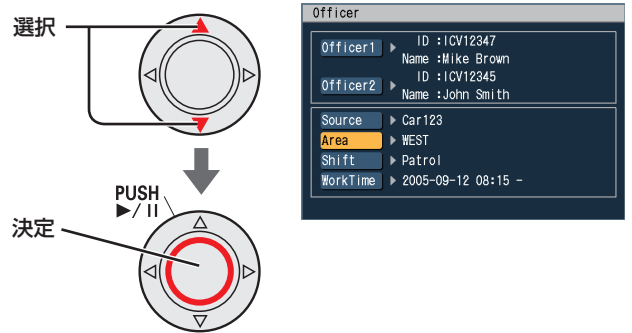 選択
PUSH
▶/II
決定
Officer
Officer1 ▶ ID :ICV12347
Name :Mike Brown
Officer2 ▶ ID :ICV12345
Name :John Smith
Source ▶ Car123
Area ▶ WEST
Shift ▶ Patrol
WorkTime ▶ 2005-09-12 08:15 -